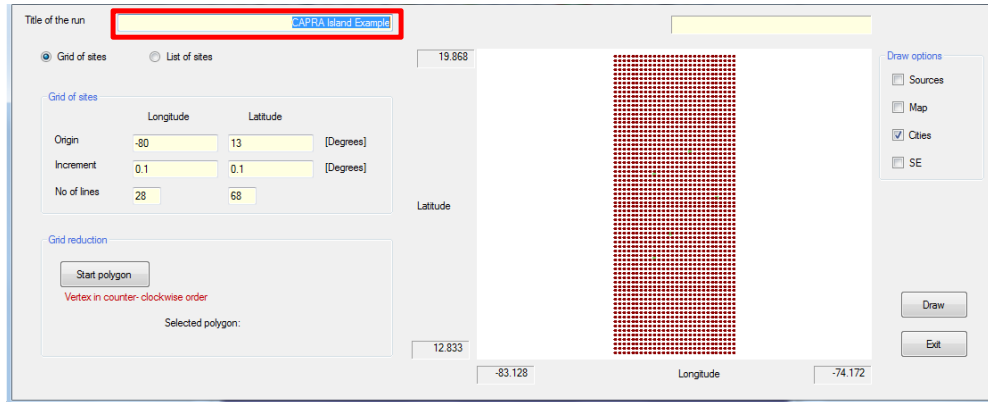 Title of the run CAPRA Island Example
Grid of sites List of sites 19.868 Draw options
Sources
Grid of sites
Longitude Latitude Map
Origin -80 13 [Degrees] Cities
Increment 0.1 0.1 [Degrees] SE
No of lines 28 68
Latitude
Grid reduction
Start polygon
Vertex in counter- clockwise order
Draw
Selected polygon:
12.833 Exit
-83.128 Longitude -74.172